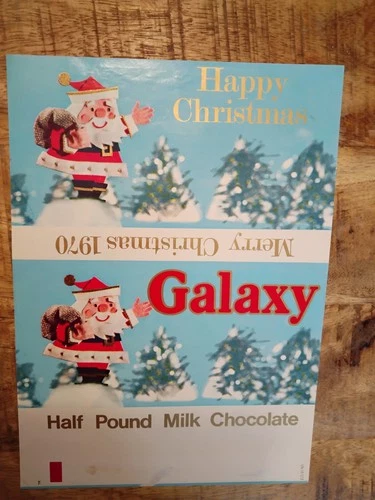 Happy
Christmas
Merry Christmas 1970
Galaxy
Half Pound Milk Chocolate